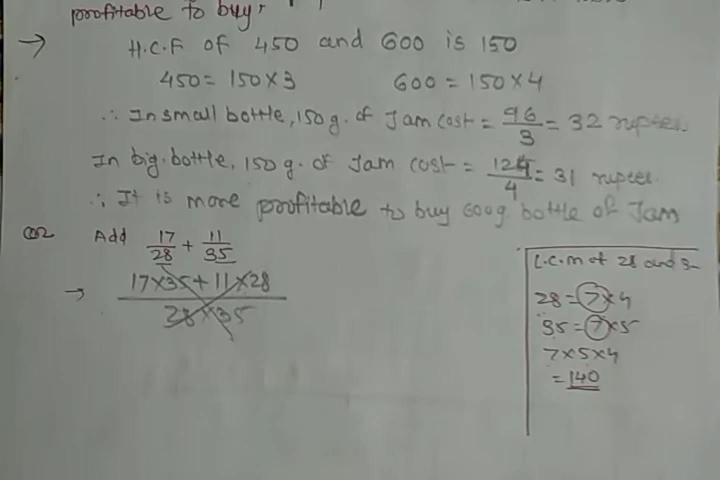 profitable to buy.
→ H.C.F of 450 and 600 is 150
450 = 150 × 3 600 = 150 × 4
∴ In small bottle, 150 g. of Jam cost = 96/3 = 32 rupees.
In big bottle, 150 g. of Jam cost = 124/4 = 31 rupees.
∴ It is more profitable to buy 600g bottle of Jam
Q2 Add 17/28 + 11/35
→ 17×35 + 11×28 / 28×35
L.C.M of 28 and
28 = 7 × 4
35 = 7 × 5
7 × 5 × 4
= 140